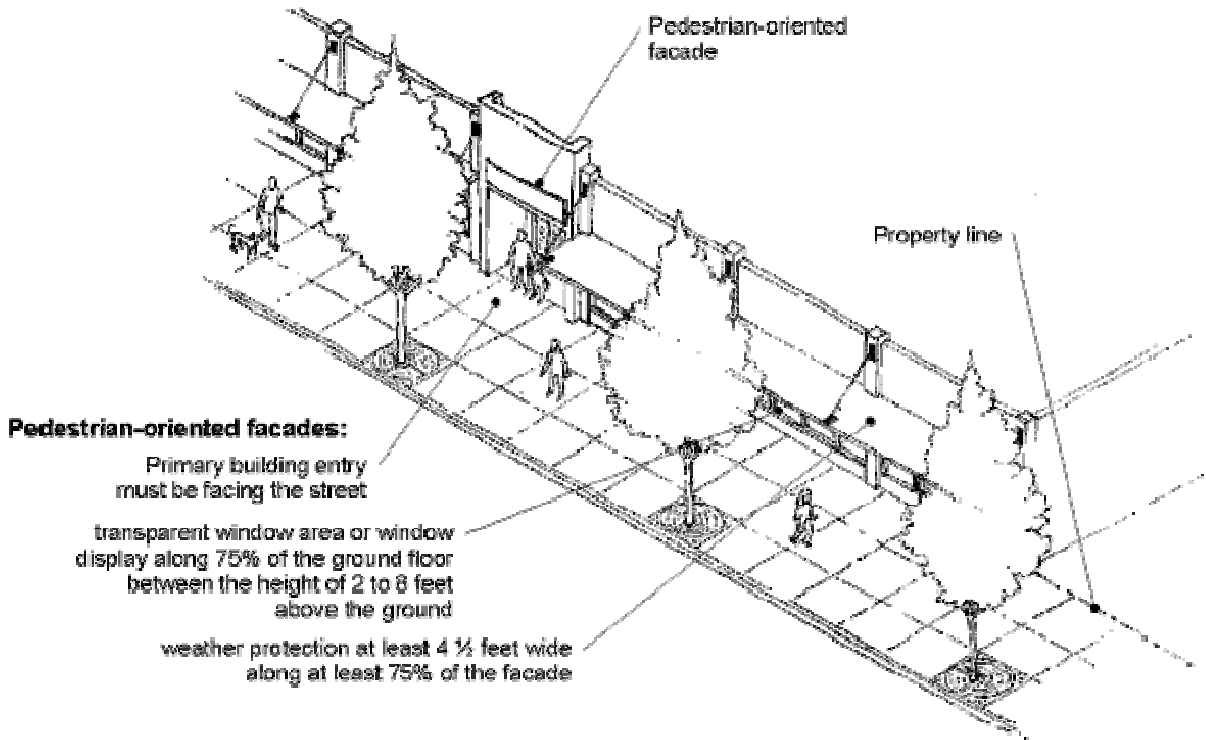 Pedestrian-oriented
facade
Property line
Pedestrian-oriented facades:
Primary building entry
must be facing the street
transparent window area or window
display along 75% of the ground floor
between the height of 2 to 8 feet
above the ground
weather protection at least 4 ½ feet wide
along at least 75% of the facade